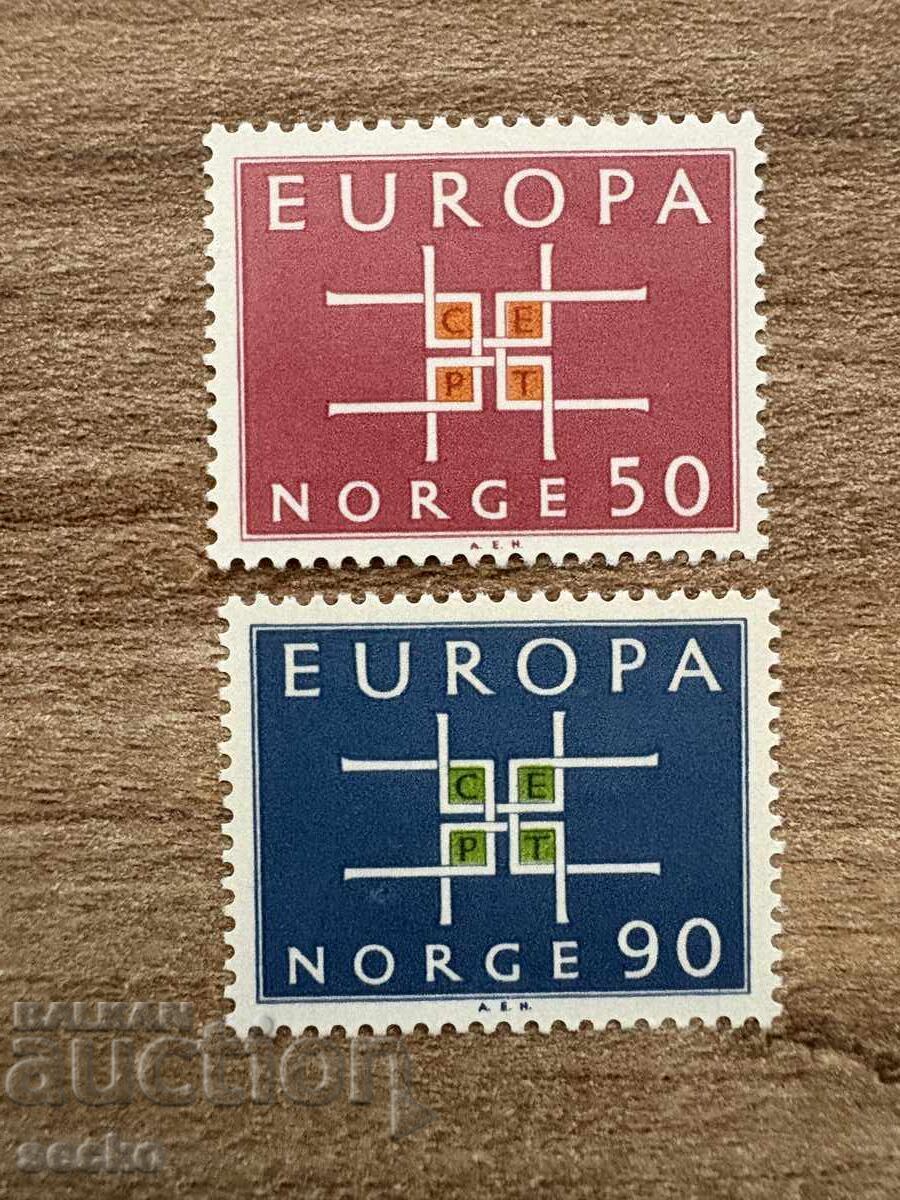 EUROPA
C E
P T
NORGE 50
A. E. H.
EUROPA
C E
P T
NORGE 90
A. E. H.
BALKAN
auction
secko